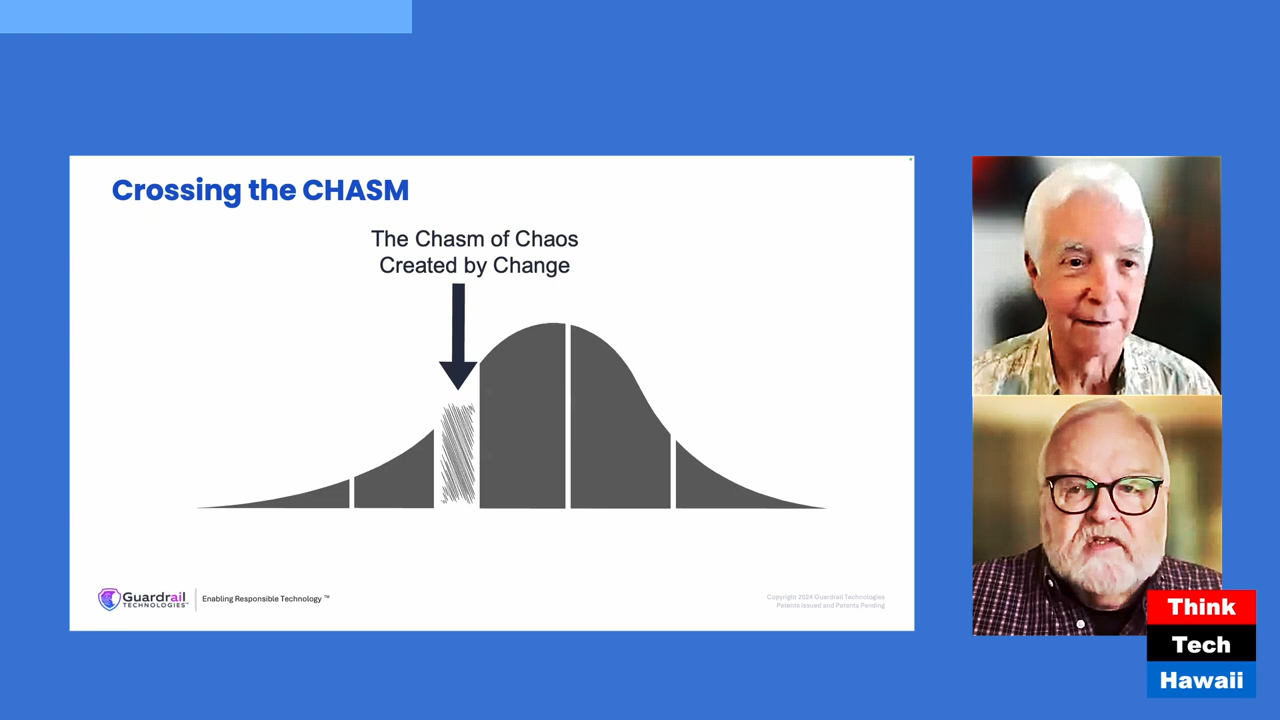 Crossing the CHASM
The Chasm of Chaos
Created by Change
Guardrail
TECHNOLOGIES™
Enabling Responsible Technology ™
Copyright 2024 Guardrail Technologies
Patents Issued and Patents Pending
Think
Tech
Hawaii